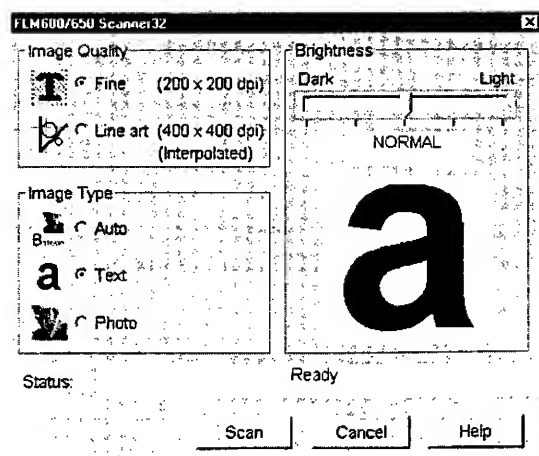 FLM600/650 Scanner32
Image Quality
Fine (200 x 200 dpi)
Line art (400 x 400 dpi)
(Interpolated)
Image Type
Auto
a Text
Photo
Brightness
Dark Light
NORMAL
a
Status: Ready
Scan Cancel Help